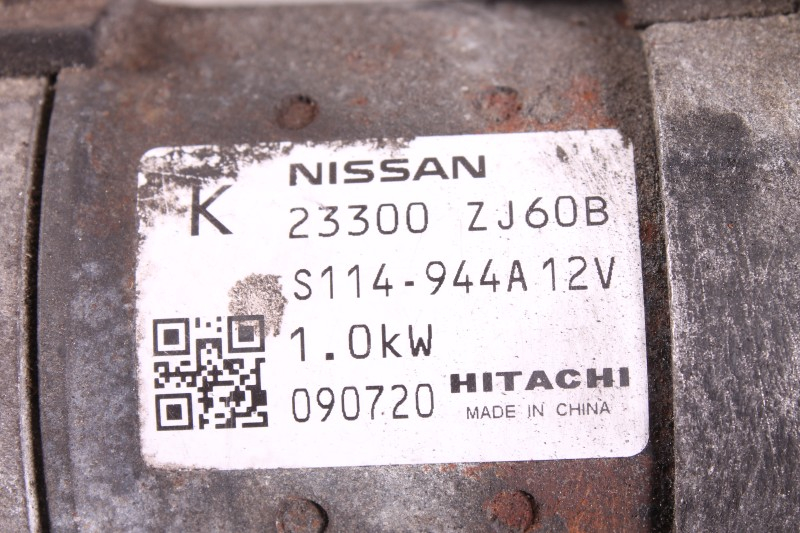 NISSAN
K 23300 ZJ60B
S114-944A 12V
1.0kW
090720 HITACHI
MADE IN CHINA